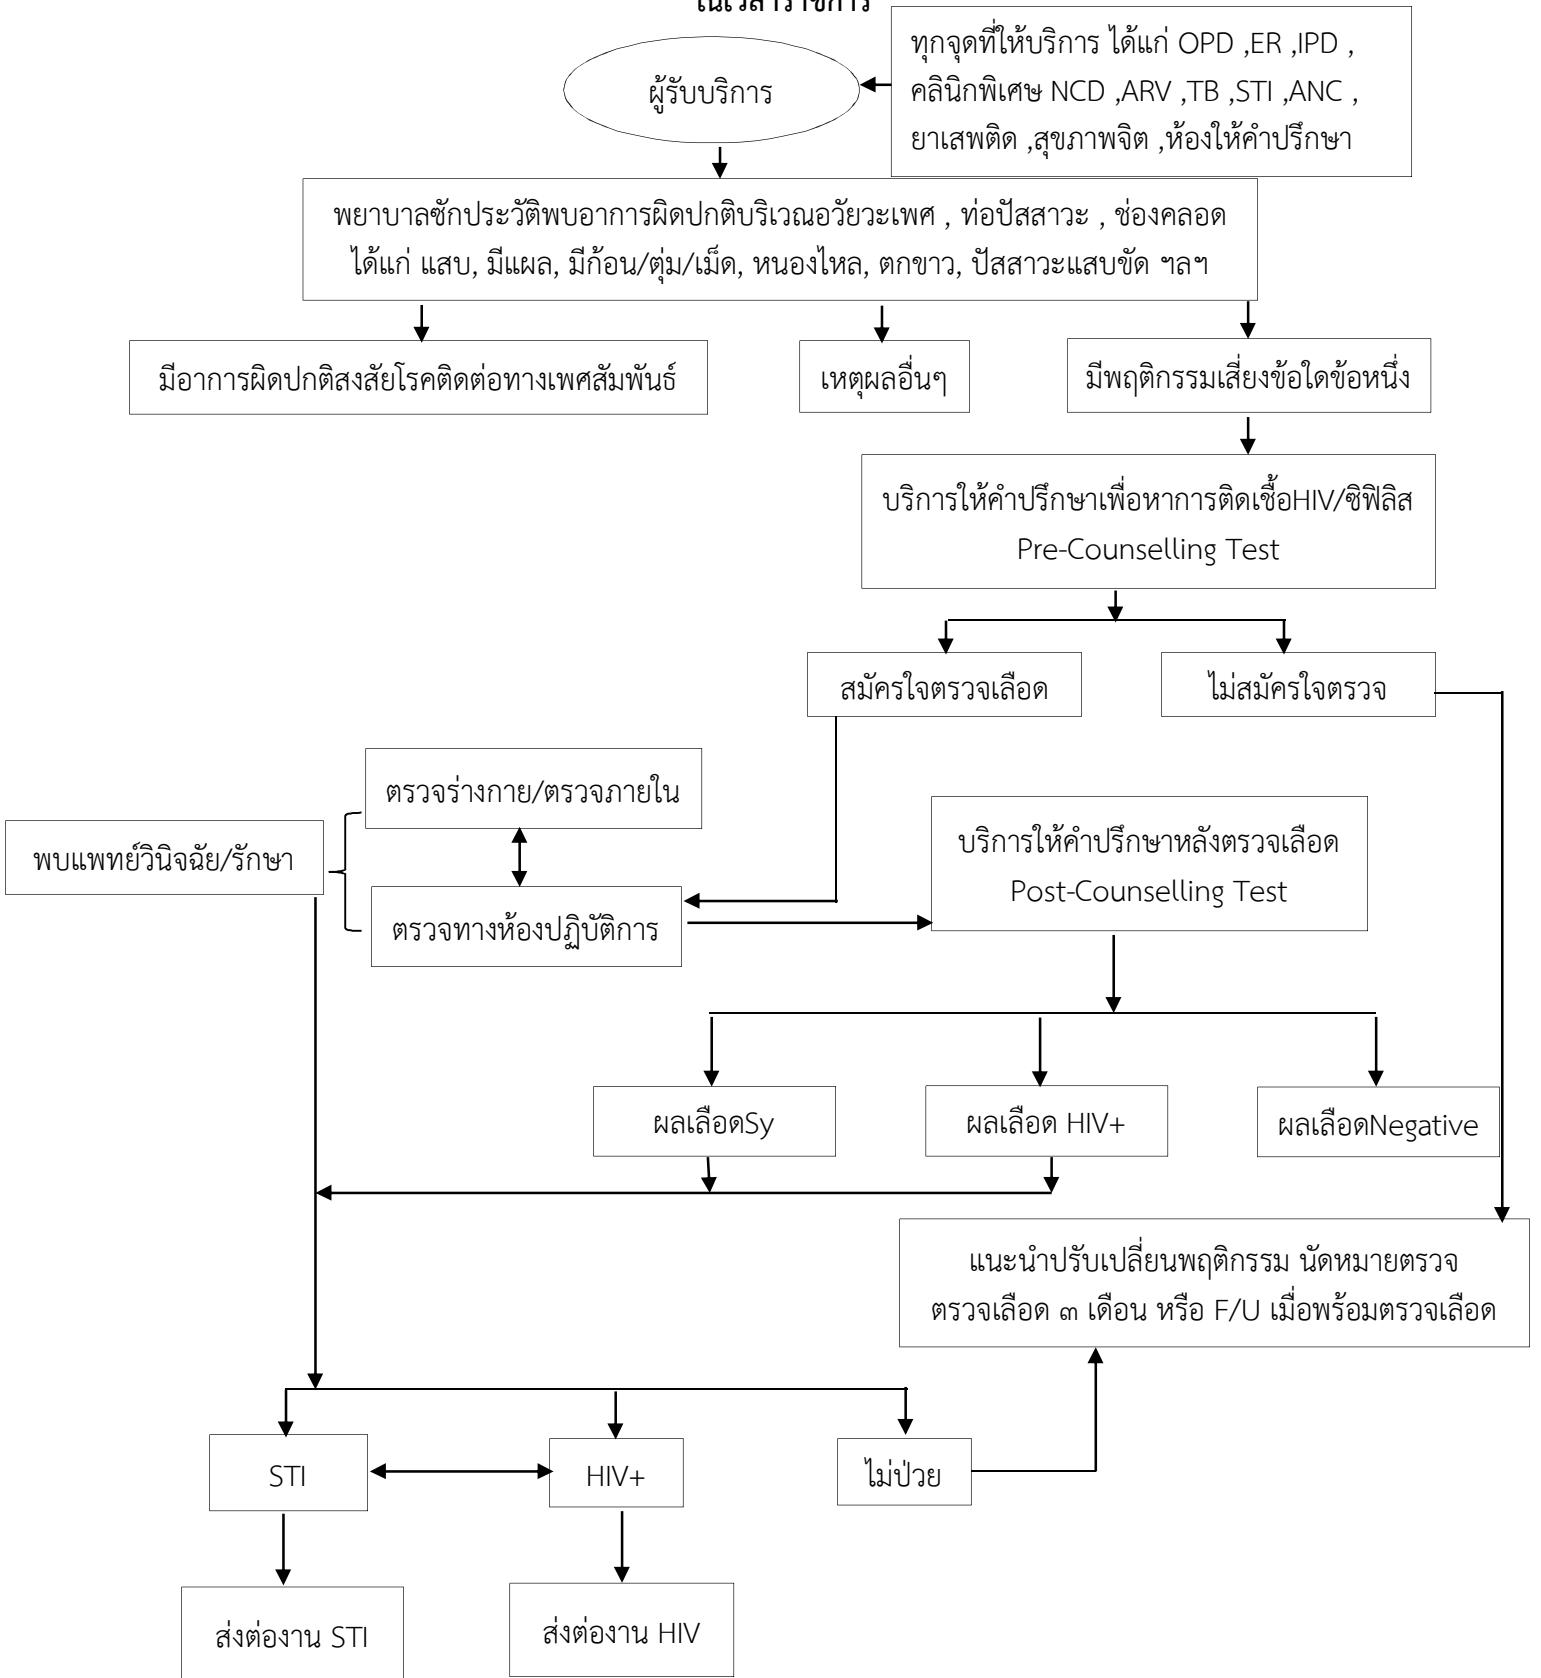 ในเวลาราชการ
ทุกจุดที่ให้บริการ ได้แก่ OPD ,ER ,IPD ,
คลินิกพิเศษ NCD ,ARV ,TB ,STI ,ANC ,
ยาเสพติด ,สุขภาพจิต ,ห้องให้คำปรึกษา
ผู้รับบริการ
พยาบาลซักประวัติพบอาการผิดปกติบริเวณอวัยวะเพศ , ท่อปัสสาวะ , ช่องคลอด
ได้แก่ แสบ, มีแผล, มีก้อน/ตุ่ม/เม็ด, หนองไหล, ตกขาว, ปัสสาวะแสบขัด ฯลฯ
มีอาการผิดปกติสงสัยโรคติดต่อทางเพศสัมพันธ์
เหตุผลอื่นๆ
มีพฤติกรรมเสี่ยงข้อใดข้อหนึ่ง
บริการให้คำปรึกษาเพื่อหาการติดเชื้อHIV/ซิฟิลิส
Pre-Counselling Test
สมัครใจตรวจเลือด
ไม่สมัครใจตรวจ
ตรวจร่างกาย/ตรวจภายใน
พบแพทย์วินิจฉัย/รักษา
ตรวจทางห้องปฏิบัติการ
บริการให้คำปรึกษาหลังตรวจเลือด
Post-Counselling Test
ผลเลือดSy
ผลเลือด HIV+
ผลเลือดNegative
แนะนำปรับเปลี่ยนพฤติกรรม นัดหมายตรวจ
ตรวจเลือด ๓ เดือน หรือ F/U เมื่อพร้อมตรวจเลือด
STI
HIV+
ไม่ป่วย
ส่งต่องาน STI
ส่งต่องาน HIV